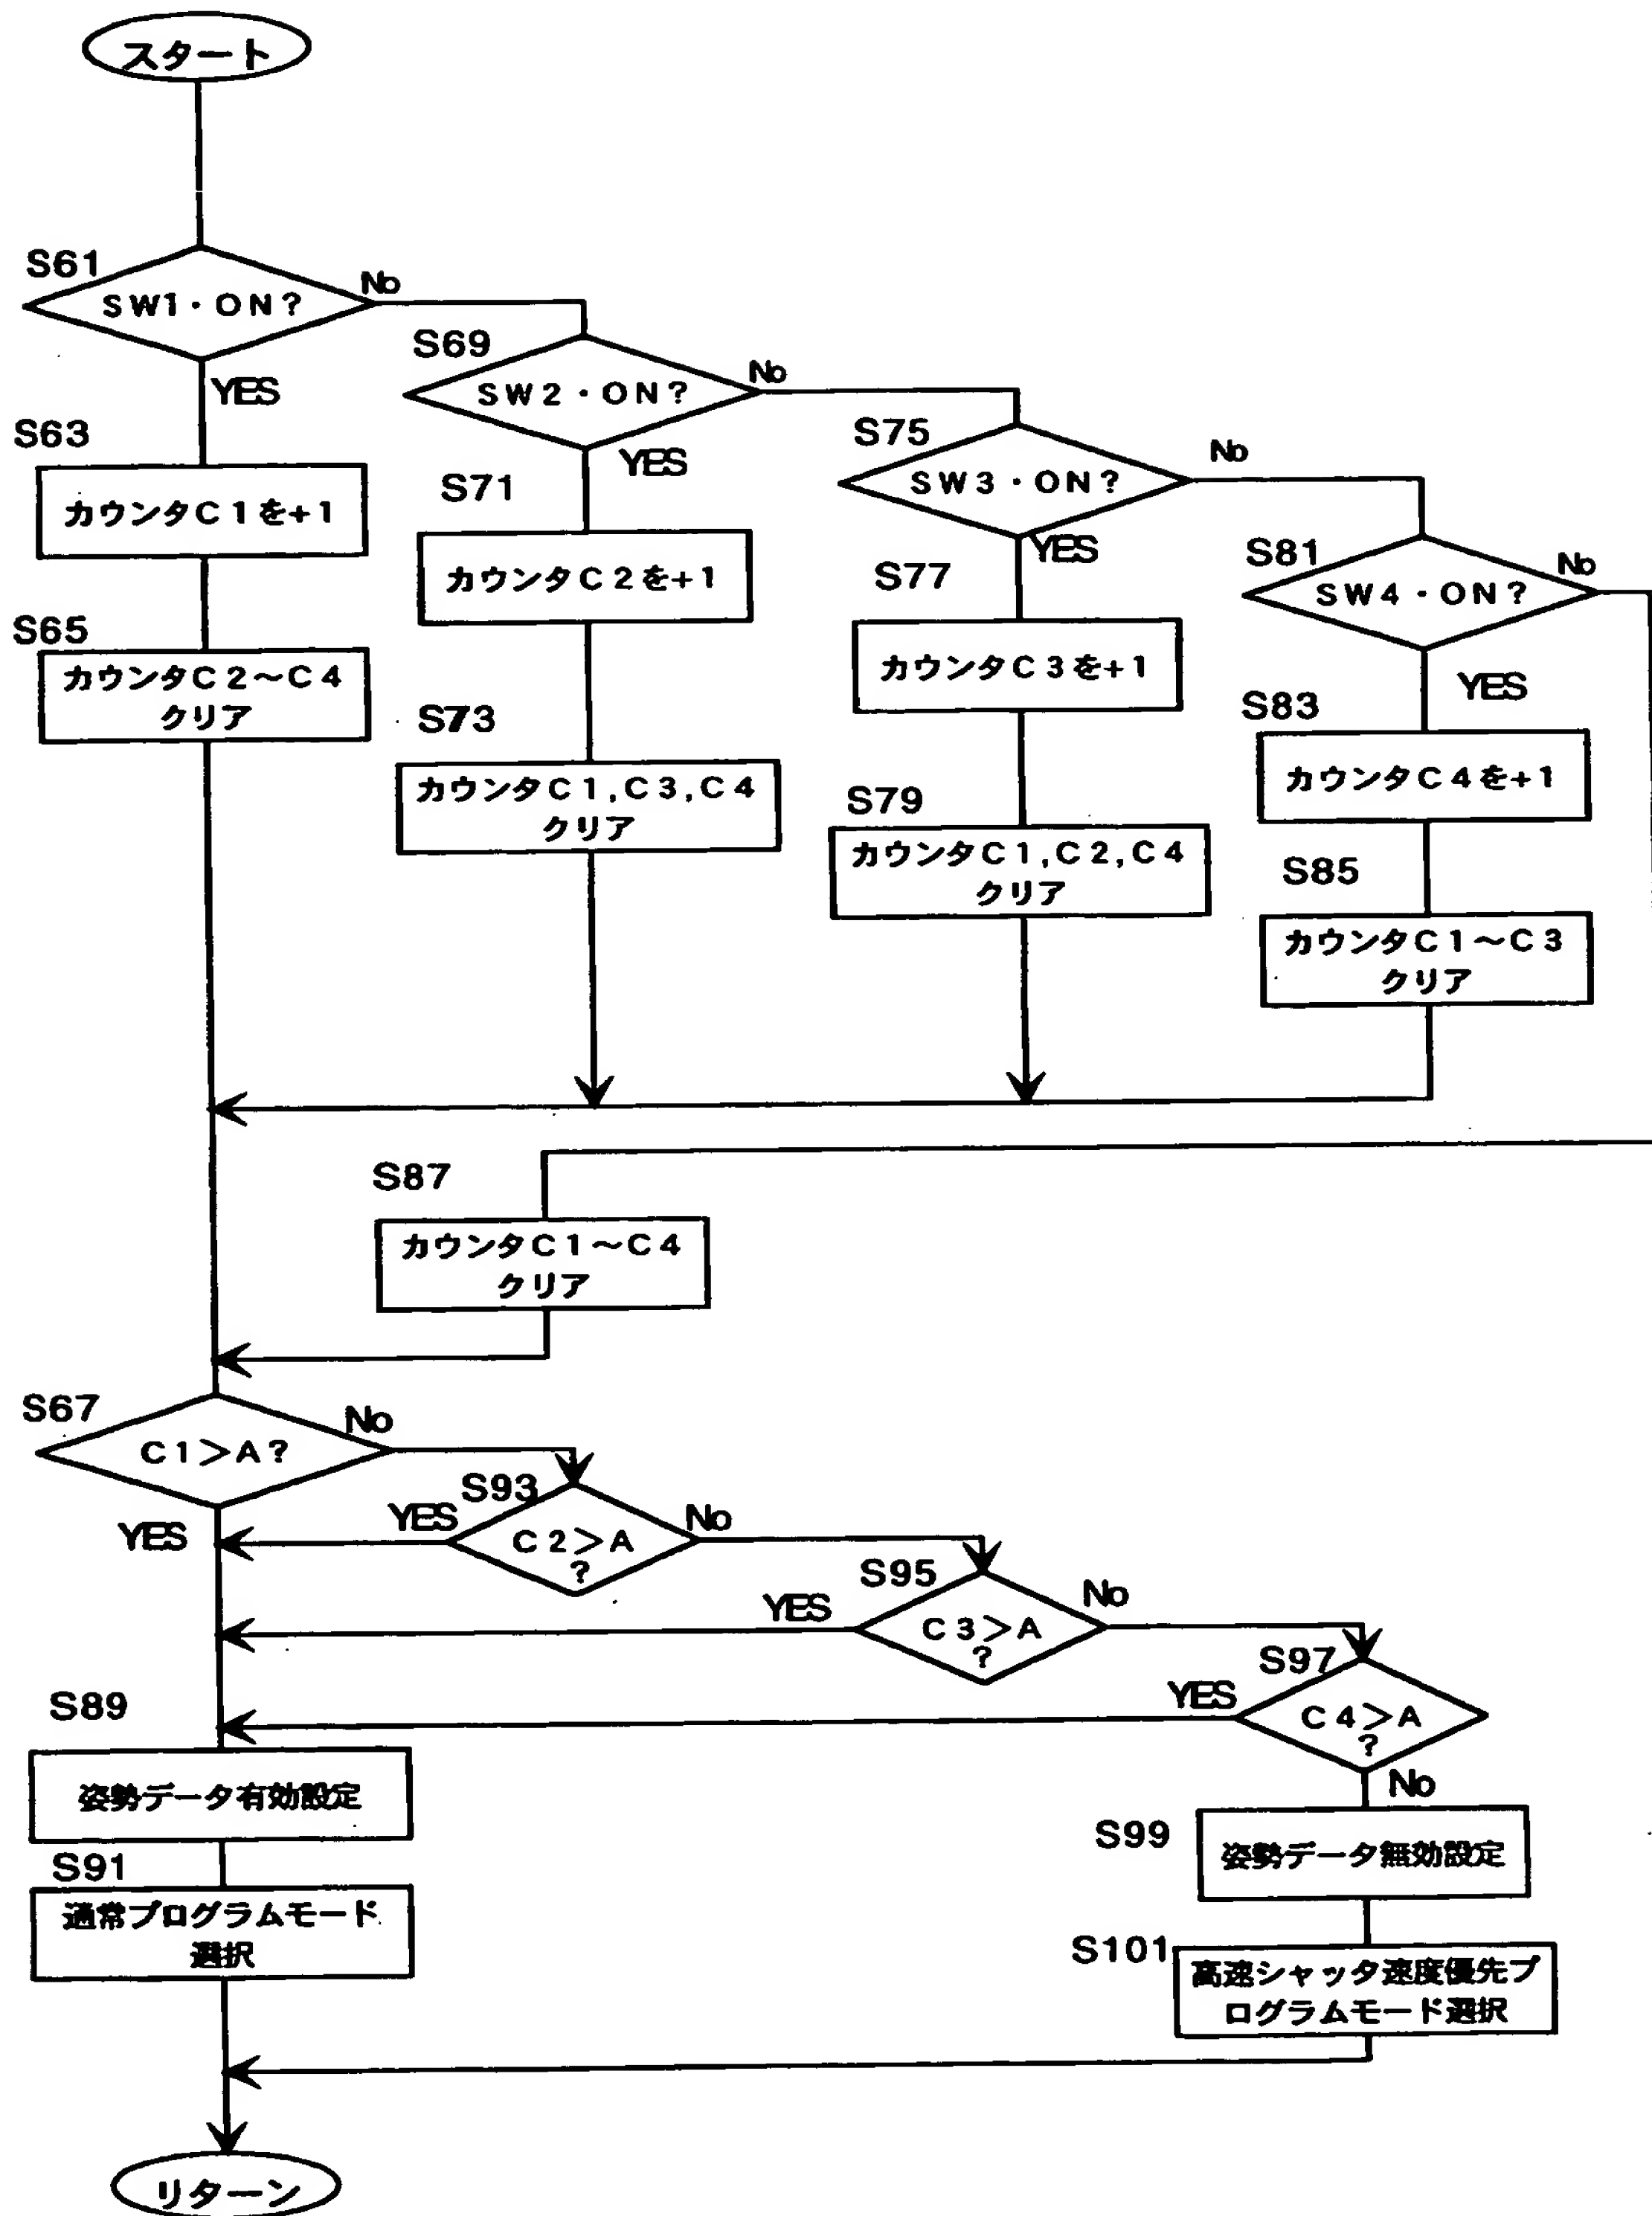 スタート
S61
SW1・ON?
No
YES
S69
SW2・ON?
No
YES
S75
SW3・ON?
No
YES
S81
SW4・ON?
No
YES
S63
カウンタC1を+1
S71
カウンタC2を+1
S77
カウンタC3を+1
S83
カウンタC4を+1
S65
カウンタC2~C4
クリア
S73
カウンタC1,C3,C4
クリア
S79
カウンタC1,C2,C4
クリア
S85
カウンタC1~C3
クリア
S87
カウンタC1~C4
クリア
S67
C1>A?
No
YES
S93
YES
C2>A
?
No
S95
YES
C3>A
?
No
S97
YES
C4>A
?
No
S89
姿勢データ有効設定
S91
通常プログラムモード
選択
S99
姿勢データ無効設定
S101
高速シャッタ速度優先プ
ログラムモード選択
リターン